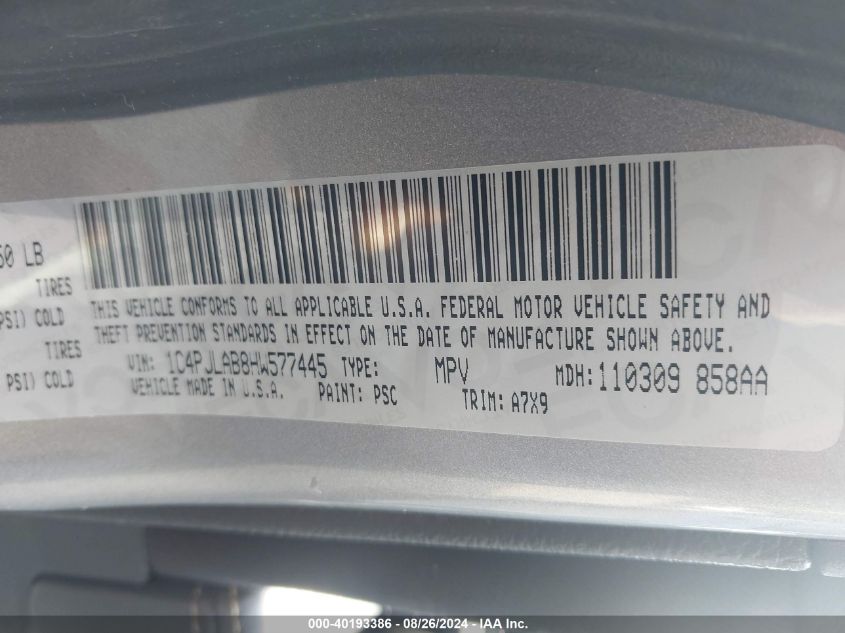 60 LB
TIRES
PSI) COLD
TIRES
PSI) COLD
THIS VEHICLE CONFORMS TO ALL APPLICABLE U.S.A. FEDERAL MOTOR VEHICLE SAFETY AND
THEFT PREVENTION STANDARDS IN EFFECT ON THE DATE OF MANUFACTURE SHOWN ABOVE.
VIN: 1C4PJLAB8HW577445 TYPE: MPV MDH: 110309 858AA
VEHICLE MADE IN U.S.A. PAINT: PSC TRIM: A7X9
000-40193386 - 08/26/2024 - IAA Inc.